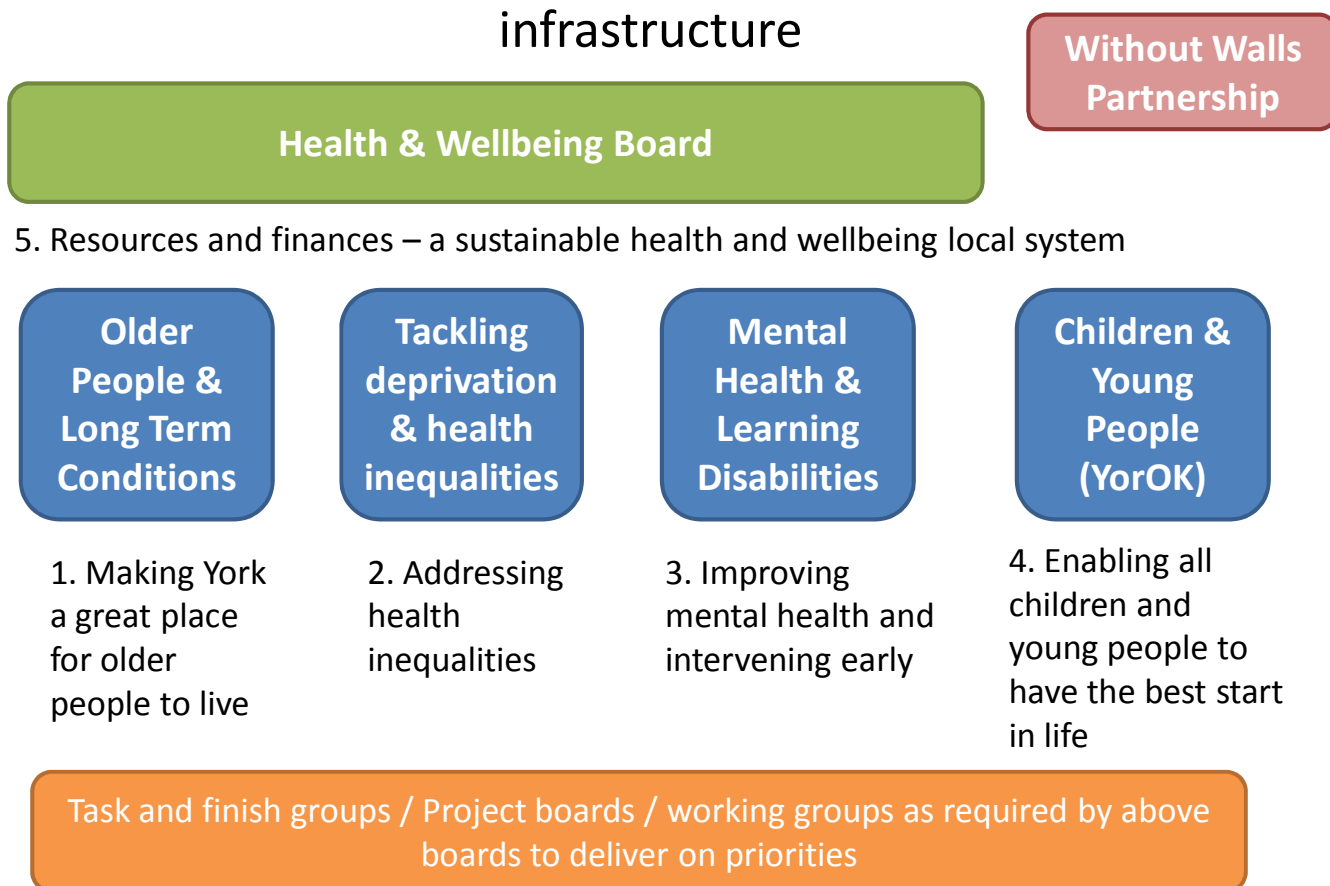 infrastructure
Without Walls
Partnership
Health & Wellbeing Board
5. Resources and finances – a sustainable health and wellbeing local system
Older
People &
Long Term
Conditions
Tackling
deprivation
& health
inequalities
Mental
Health &
Learning
Disabilities
Children &
Young
People
(YorOK)
1. Making York
a great place
for older
people to live
2. Addressing
health
inequalities
3. Improving
mental health and
intervening early
4. Enabling all
children and
young people to
have the best start
in life
Task and finish groups / Project boards / working groups as required by above
boards to deliver on priorities